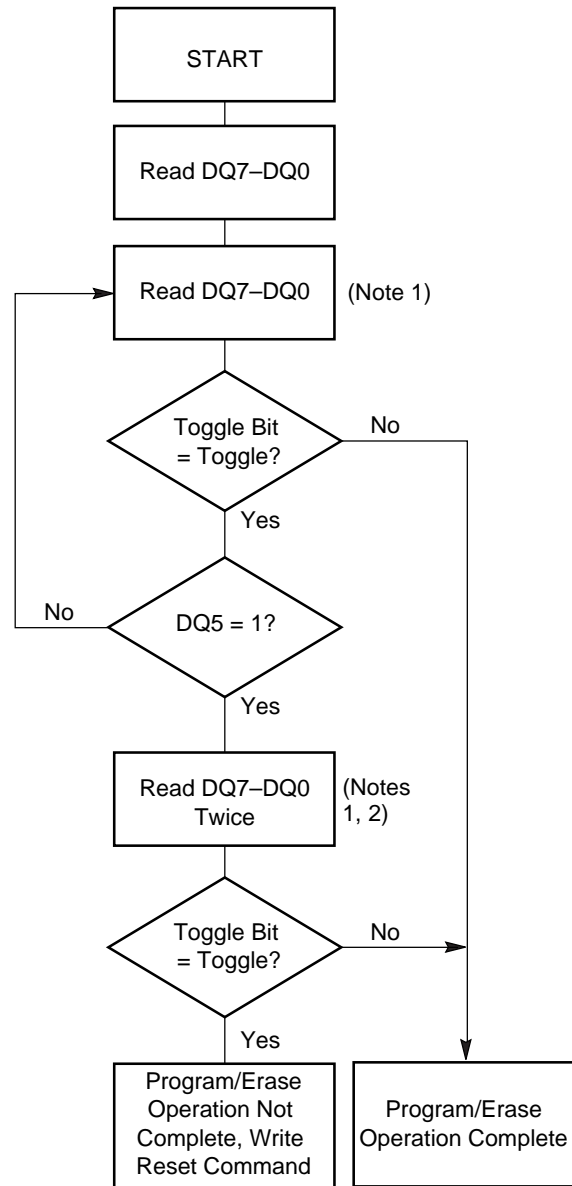 START
Read DQ7–DQ0
Read DQ7–DQ0
(Note 1)
Toggle Bit
= Toggle?
No
Yes
DQ5 = 1?
No
Yes
Read DQ7–DQ0
Twice
(Notes
1, 2)
Toggle Bit
= Toggle?
No
Yes
Program/Erase
Operation Not
Complete, Write
Reset Command
Program/Erase
Operation Complete